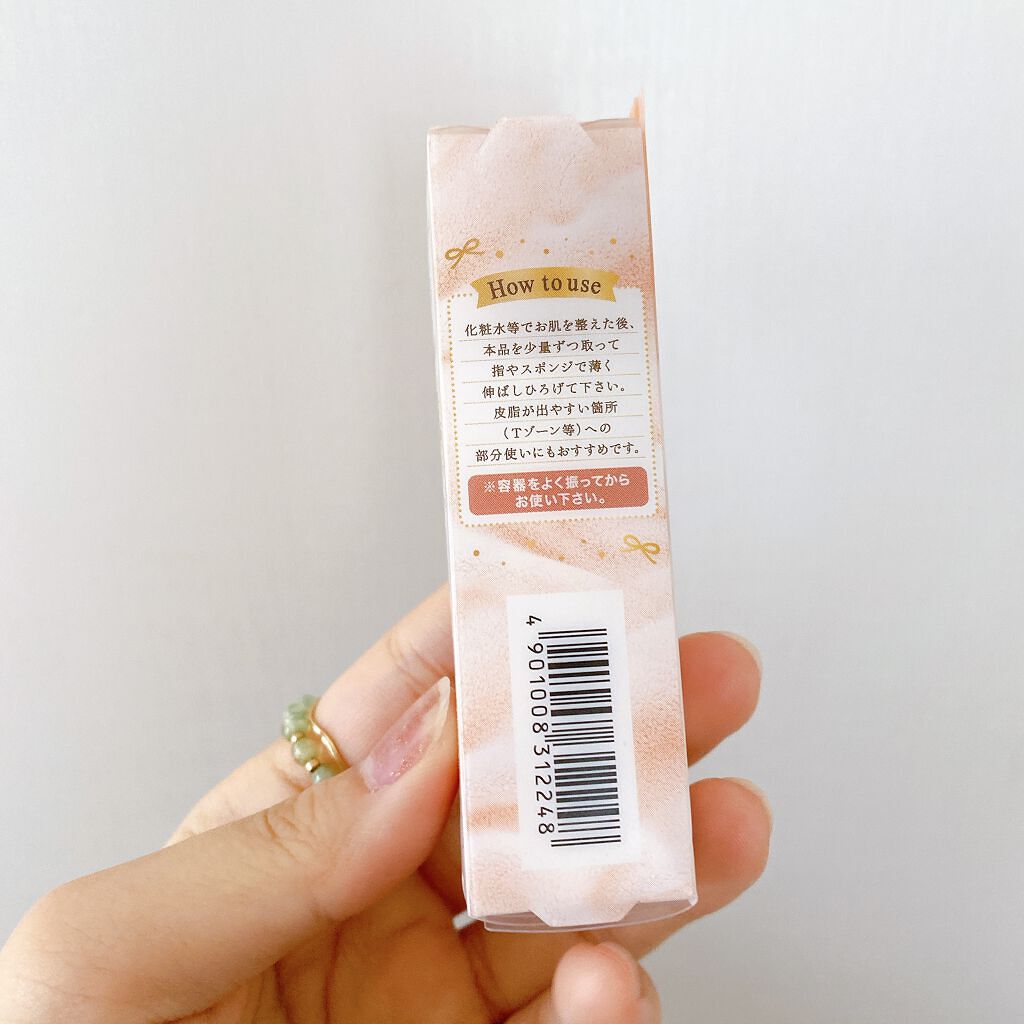 How to use
化粧水等でお肌を整えた後、
本品を少量ずつ取って
指やスポンジで薄く
伸ばしひろげて下さい。
皮脂が出やすい箇所
(Tゾーン等)への
部分使いにもおすすめです。
※容器をよく振ってから
お使い下さい。
4 901008 312248